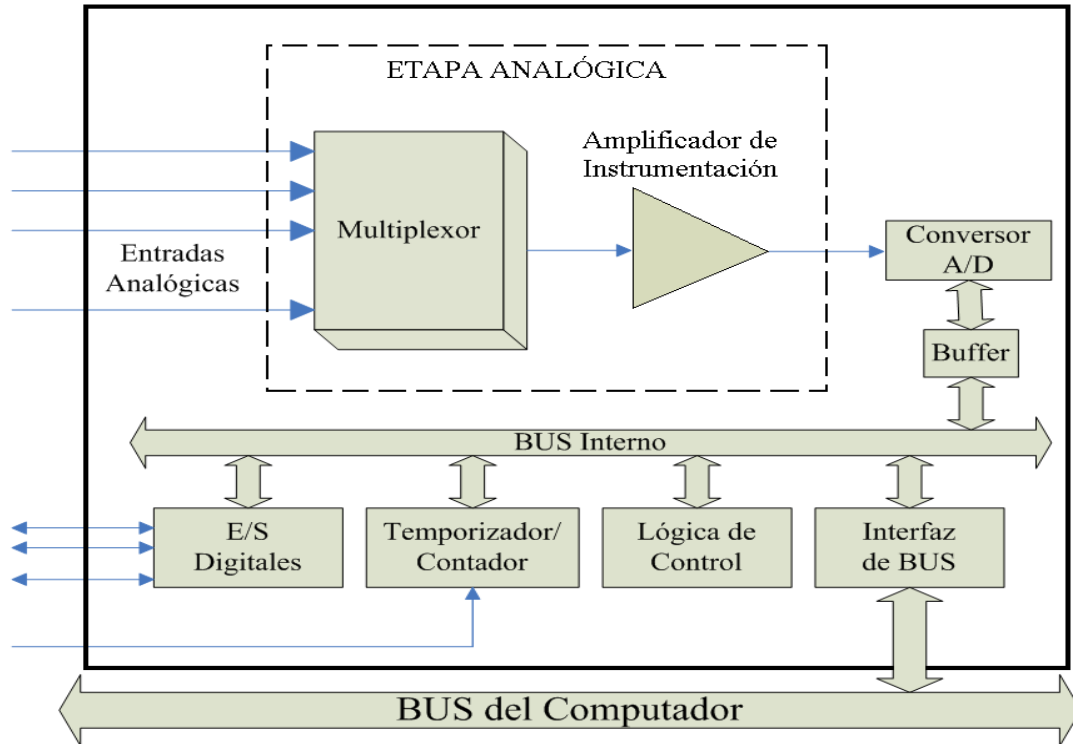 ETAPA ANALÓGICA
Amplificador de
Instrumentación
Multiplexor
Entradas
Analógicas
Conversor
A/D
Buffer
BUS Interno
E/S
Digitales
Temporizador/
Contador
Lógica de
Control
Interfaz
de BUS
BUS del Computador